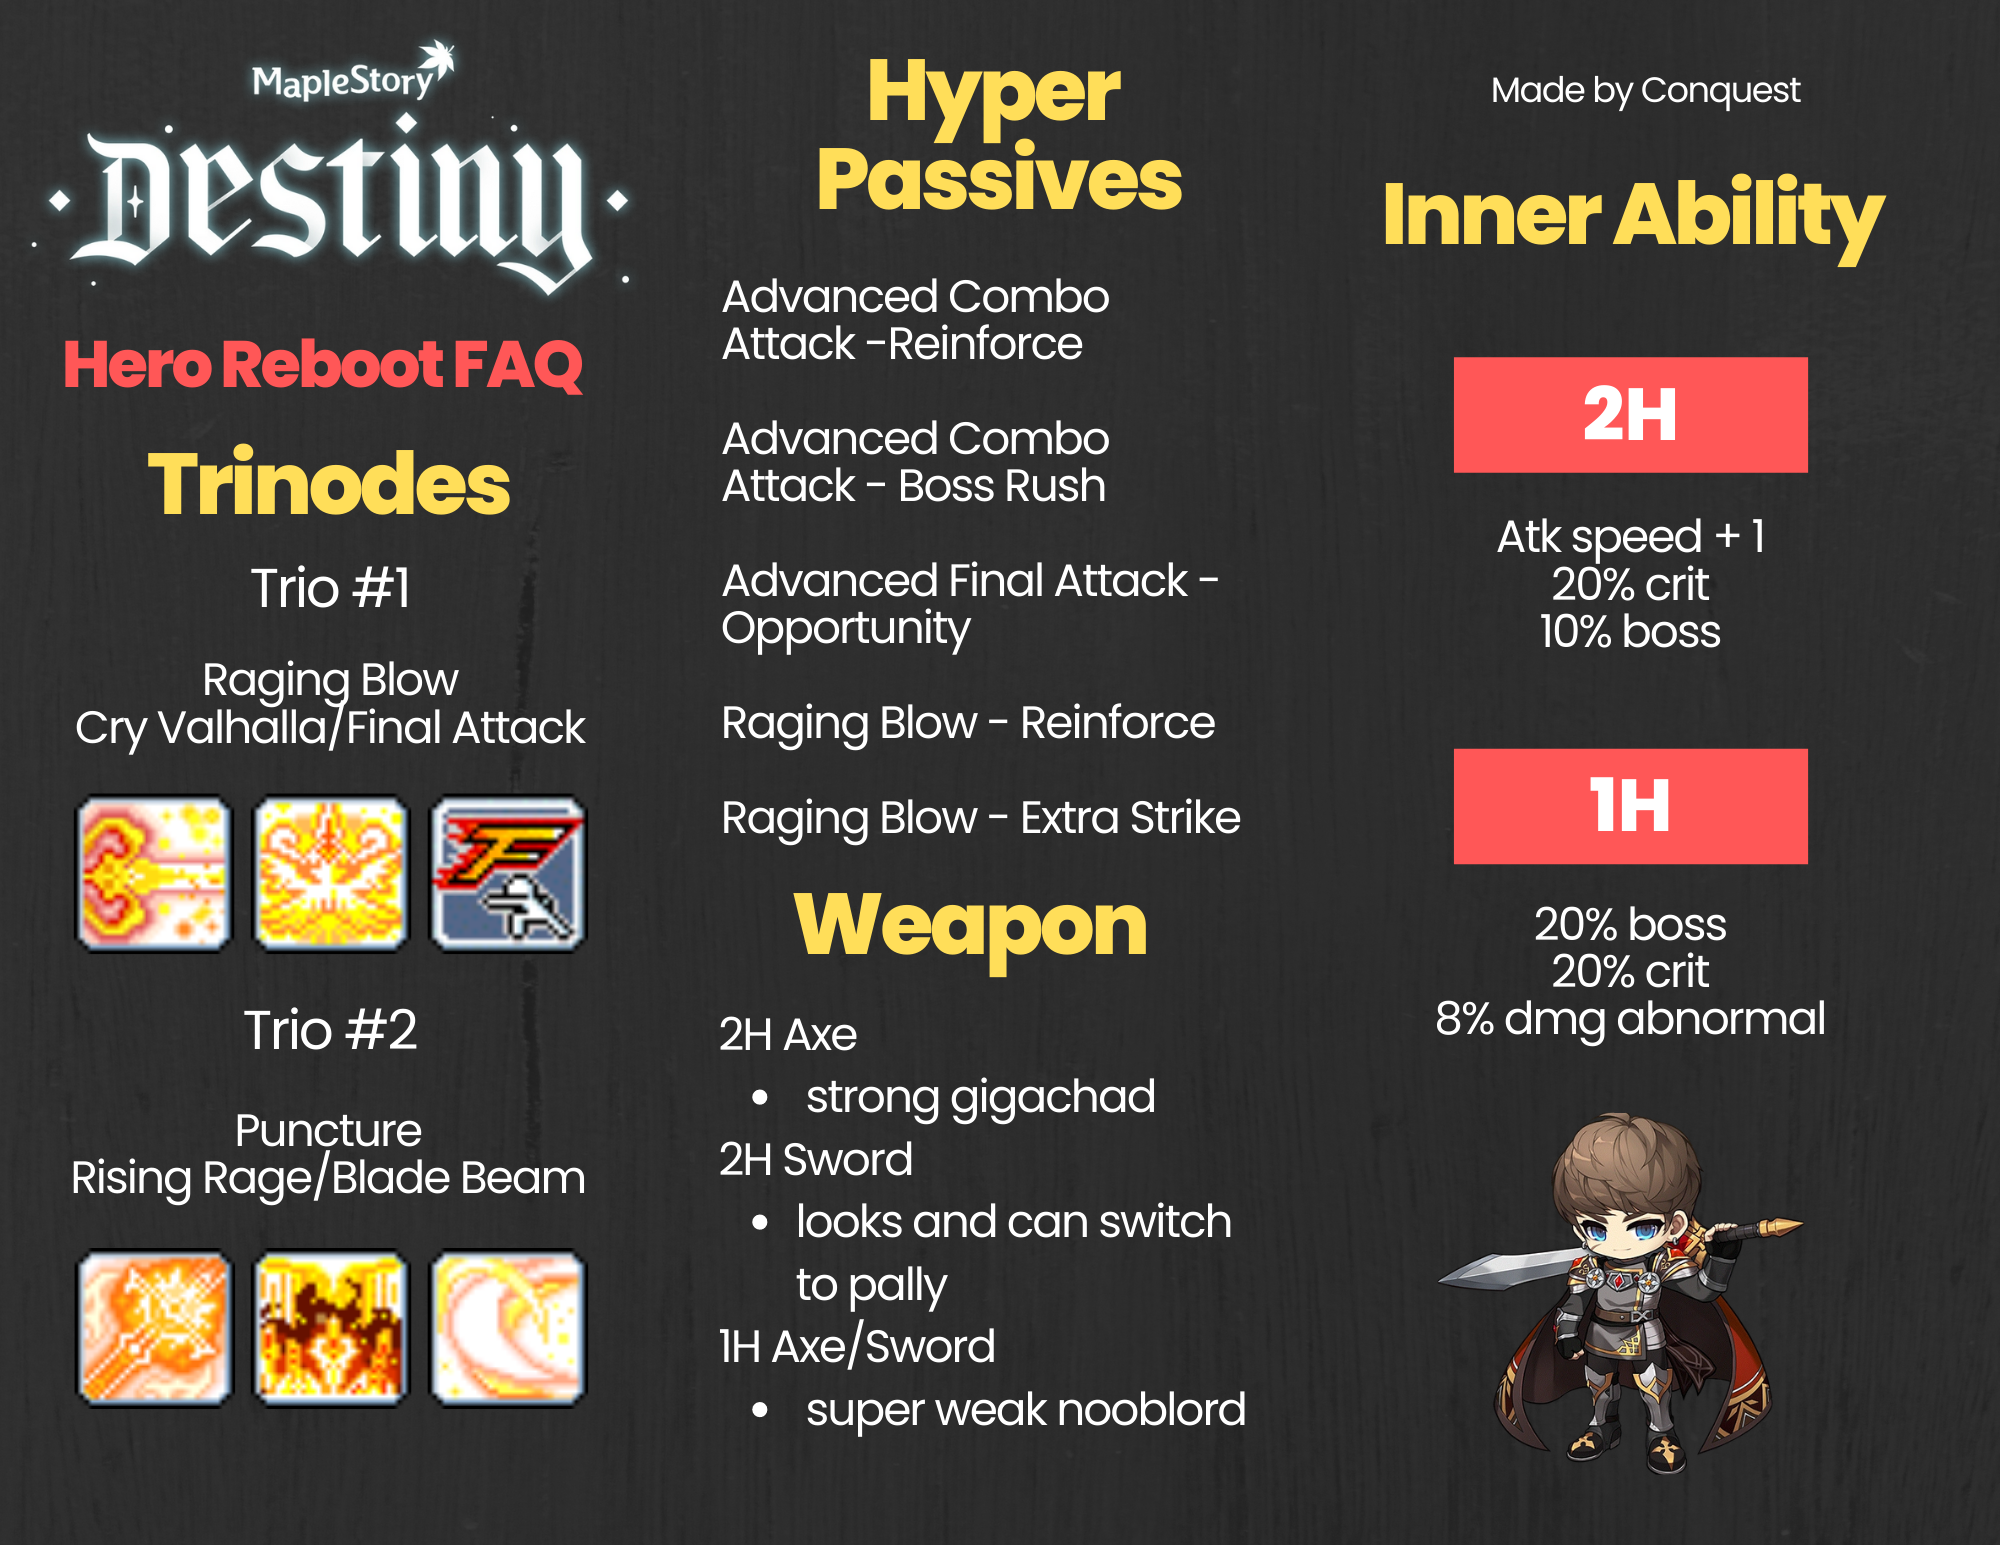 MapleStory
Destiny
Hero Reboot FAQ
Trinodes
Trio #1
Raging Blow
Cry Valhalla/Final Attack
Trio #2
Puncture
Rising Rage/Blade Beam
Hyper
Passives
Advanced Combo
Attack -Reinforce
Advanced Combo
Attack - Boss Rush
Advanced Final Attack -
Opportunity
Raging Blow - Reinforce
Raging Blow - Extra Strike
Weapon
2H Axe
• strong gigachad
2H Sword
• looks and can switch
to pally
1H Axe/Sword
• super weak nooblord
Made by Conquest
Inner Ability
2H
Atk speed + 1
20% crit
10% boss
1H
20% boss
20% crit
8% dmg abnormal